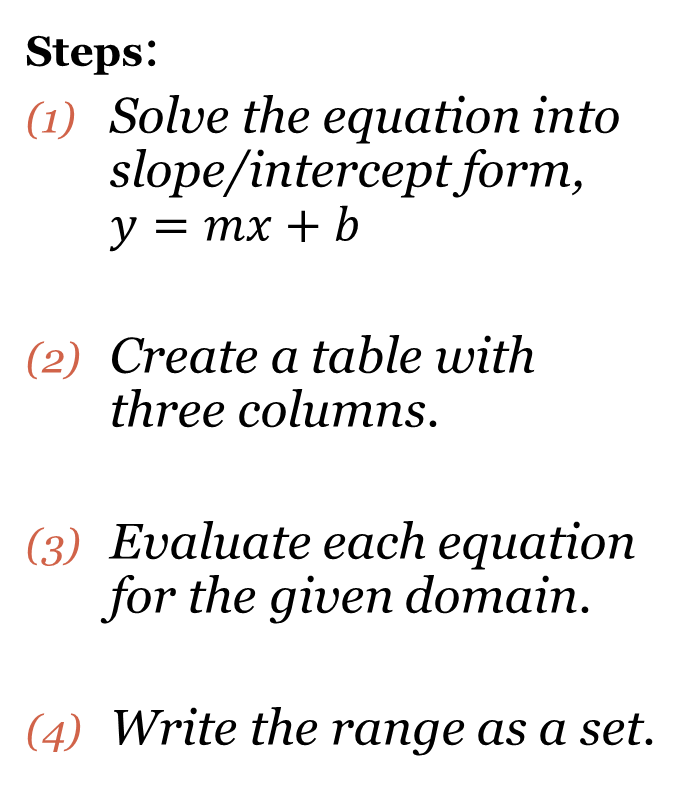 Steps:
(1) Solve the equation into
slope/intercept form,
y = mx + b
(2) Create a table with
three columns.
(3) Evaluate each equation
for the given domain.
(4) Write the range as a set.